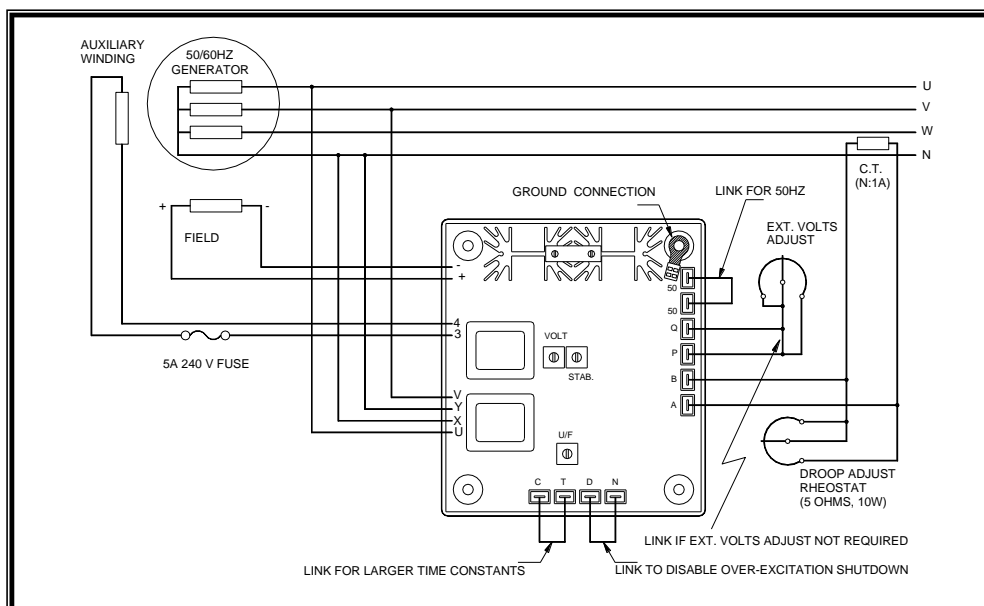 AUXILIARY
WINDING
50/60HZ
GENERATOR
U
V
W
N
C.T.
(N:1A)
GROUND CONNECTION
LINK FOR 50HZ
+
-
FIELD
EXT. VOLTS
ADJUST
-
+
50
50
4
3
Q
5A 240 V FUSE
VOLT
STAB.
P
B
A
V
Y
X
U
U/F
C T D N
DROOP ADJUST
RHEOSTAT
(5 OHMS, 10W)
LINK IF EXT. VOLTS ADJUST NOT REQUIRED
LINK FOR LARGER TIME CONSTANTS
LINK TO DISABLE OVER-EXCITATION SHUTDOWN